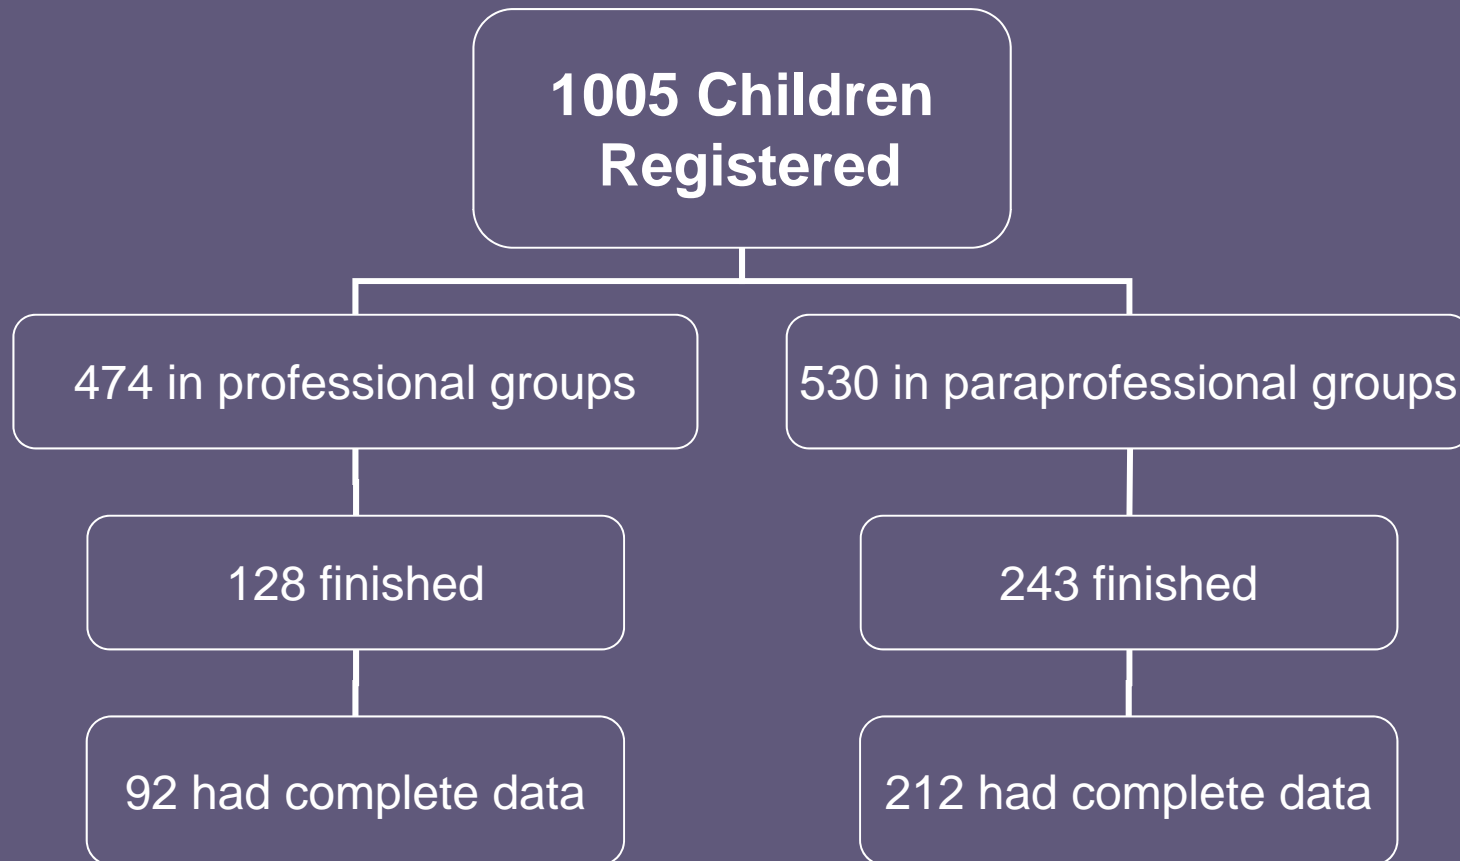 1005 Children
Registered
474 in professional groups
530 in paraprofessional groups
128 finished
243 finished
92 had complete data
212 had complete data